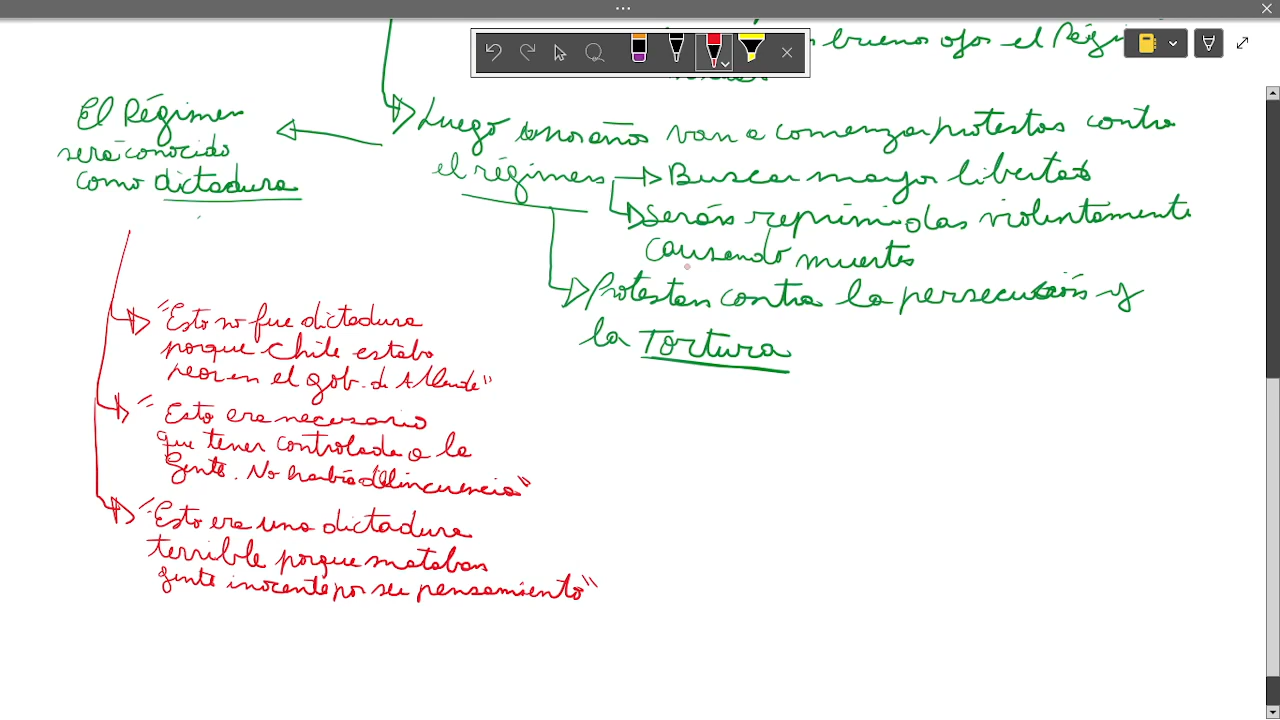 buenos ojos el Régi
Luego unos años van a comenzar protestas contra
el régimen
Buscar mayor libertad
Serán reprimidas violentamente
causando muertes
Protestan contra la persecución y
la Tortura
El Régimen
será conocido
como dictadura
"Esto no fue dictadura
porque Chile estaba
peor en el gob. de Allende"
"Esto era necesario
que tener controlada a la
gente. No había delincuencia"
"Esto era una dictadura
terrible porque mataban
gente inocente por su pensamiento"